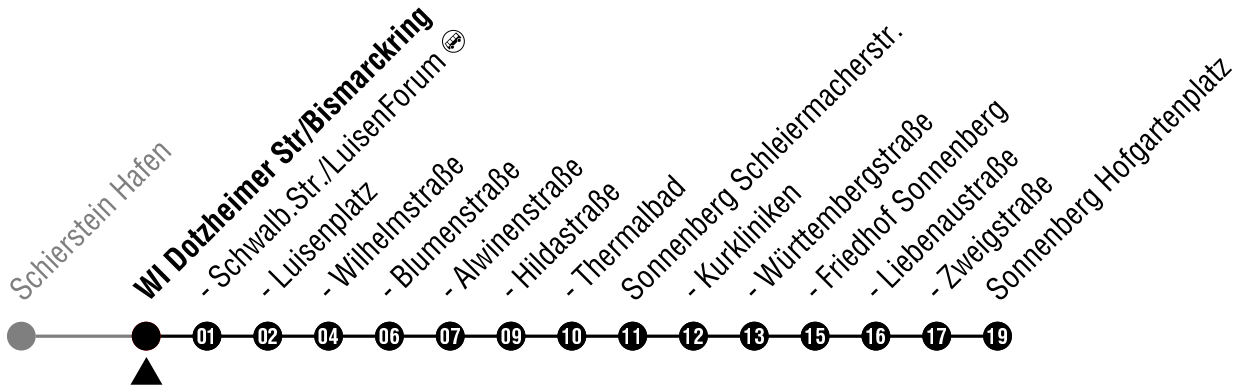 Schierstein Hafen
WI Dotzheimer Str/Bismarckring
- Schwalb.Str./LuisenForum
- Luisenplatz
- Wilhelmstraße
- Blumenstraße
- Alwinenstraße
- Hildastraße
- Thermalbad
Sonnenberg Schleiermacherstr.
- Kurkliniken
- Württembergstraße
- Friedhof Sonnenberg
- Liebenaustraße
- Zweigstraße
Sonnenberg Hofgartenplatz
01 02 04 06 07 09 10 11 12 13 15 16 17 19